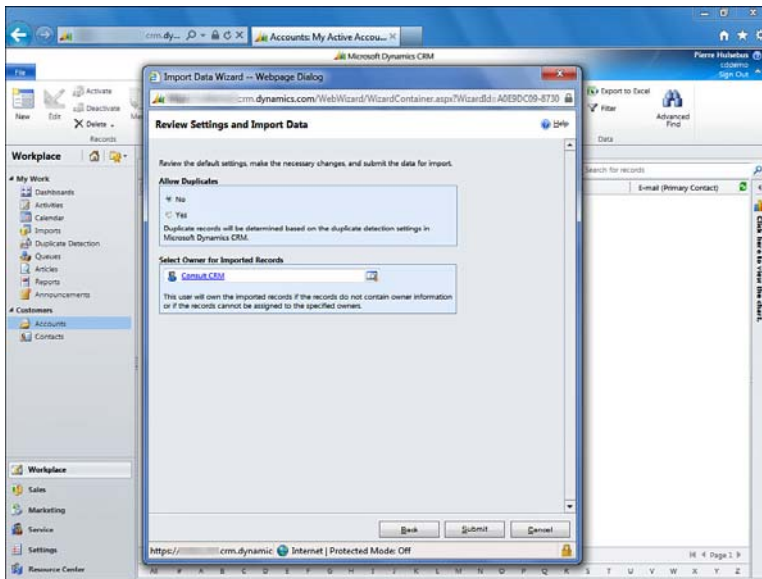 crm.dy...
Accounts: My Active Accou...
Microsoft Dynamics CRM
Pierre Hulsebus
cddemo
Sign Out
File
New
Edit
Activate
Deactivate
Delete
Records
Export to Excel
Filter
Advanced Find
Data
Workplace
My Work
Dashboards
Activities
Calendar
Imports
Duplicate Detection
Queues
Articles
Reports
Announcements
Customers
Accounts
Contacts
Workplace
Sales
Marketing
Service
Settings
Resource Center
Import Data Wizard -- Webpage Dialog
crm.dynamics.com/WebWizard/WizardContainer.aspx?WizardId=A0E9DC09-8730
Review Settings and Import Data
Help
Review the default settings, make the necessary changes, and submit the data for import.
Allow Duplicates
No
Yes
Duplicate records will be determined based on the duplicate detection settings in
Microsoft Dynamics CRM.
Select Owner for Imported Records
Consult CRM
This user will own the imported records if the records do not contain owner information
or if the records cannot be assigned to the specified owners.
Back
Submit
Cancel
https:// crm.dynamic Internet | Protected Mode: Off
Search for records
E-mail (Primary Contact)
Click here to view the chart.
Page 1
All # A B C D E F G H I J K L M N O P Q R S T U V W X Y Z